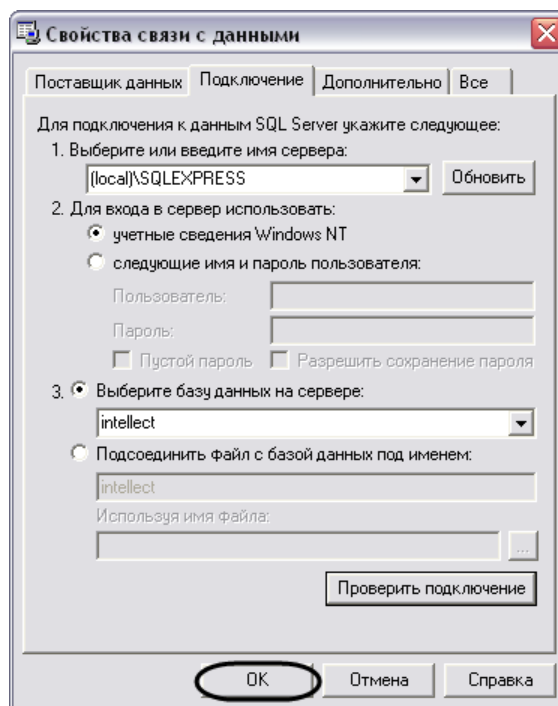 Свойства связи с данными
Поставщик данных Подключение Дополнительно Все
Для подключения к данным SQL Server укажите следующее:
1. Выберите или введите имя сервера:
(local)\SQLEXPRESS Обновить
2. Для входа в сервер использовать:
учетные сведения Windows NT
следующие имя и пароль пользователя:
Пользователь:
Пароль:
Пустой пароль Разрешить сохранение пароля
3. Выберите базу данных на сервере:
intellect
Подсоединить файл с базой данных под именем:
intellect
Используя имя файла:
...
Проверить подключение
OK Отмена Справка